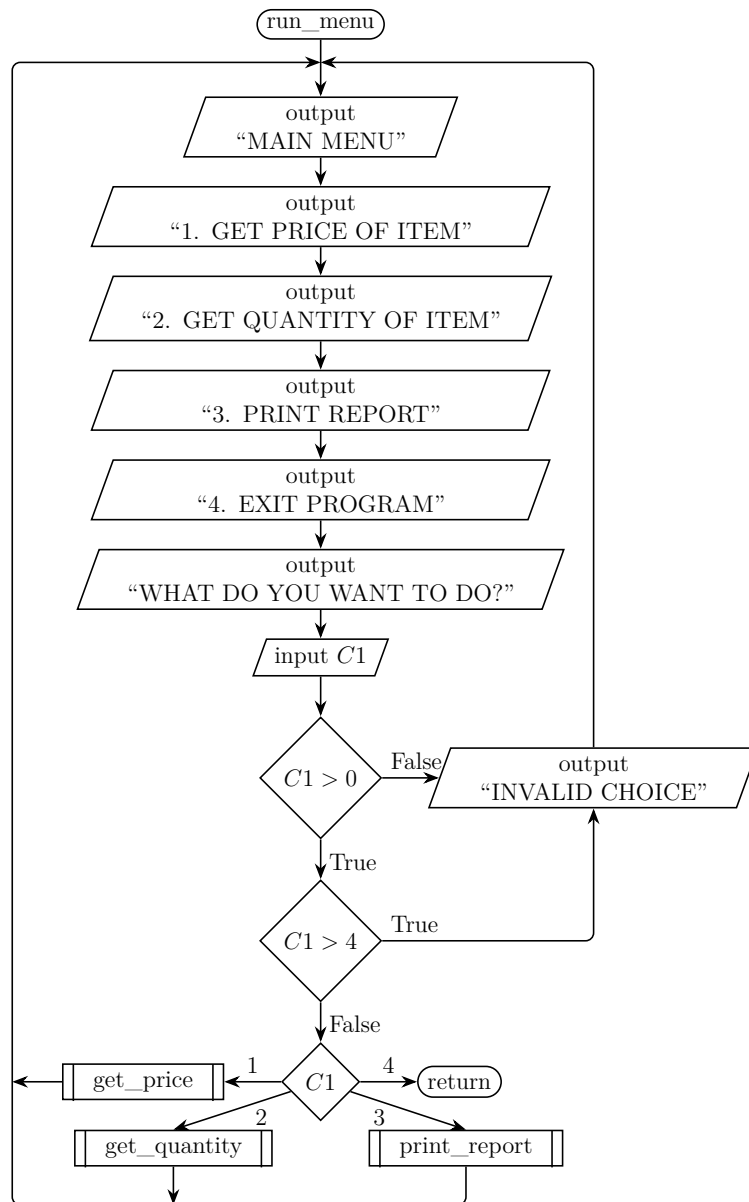 run_menu
output
“MAIN MENU”
output
“1. GET PRICE OF ITEM”
output
“2. GET QUANTITY OF ITEM”
output
“3. PRINT REPORT”
output
“4. EXIT PROGRAM”
output
“WHAT DO YOU WANT TO DO?”
input C1
C1 > 0
False
output
“INVALID CHOICE”
True
C1 > 4
True
False
get_price
1
C1
4
return
2
3
get_quantity
print_report